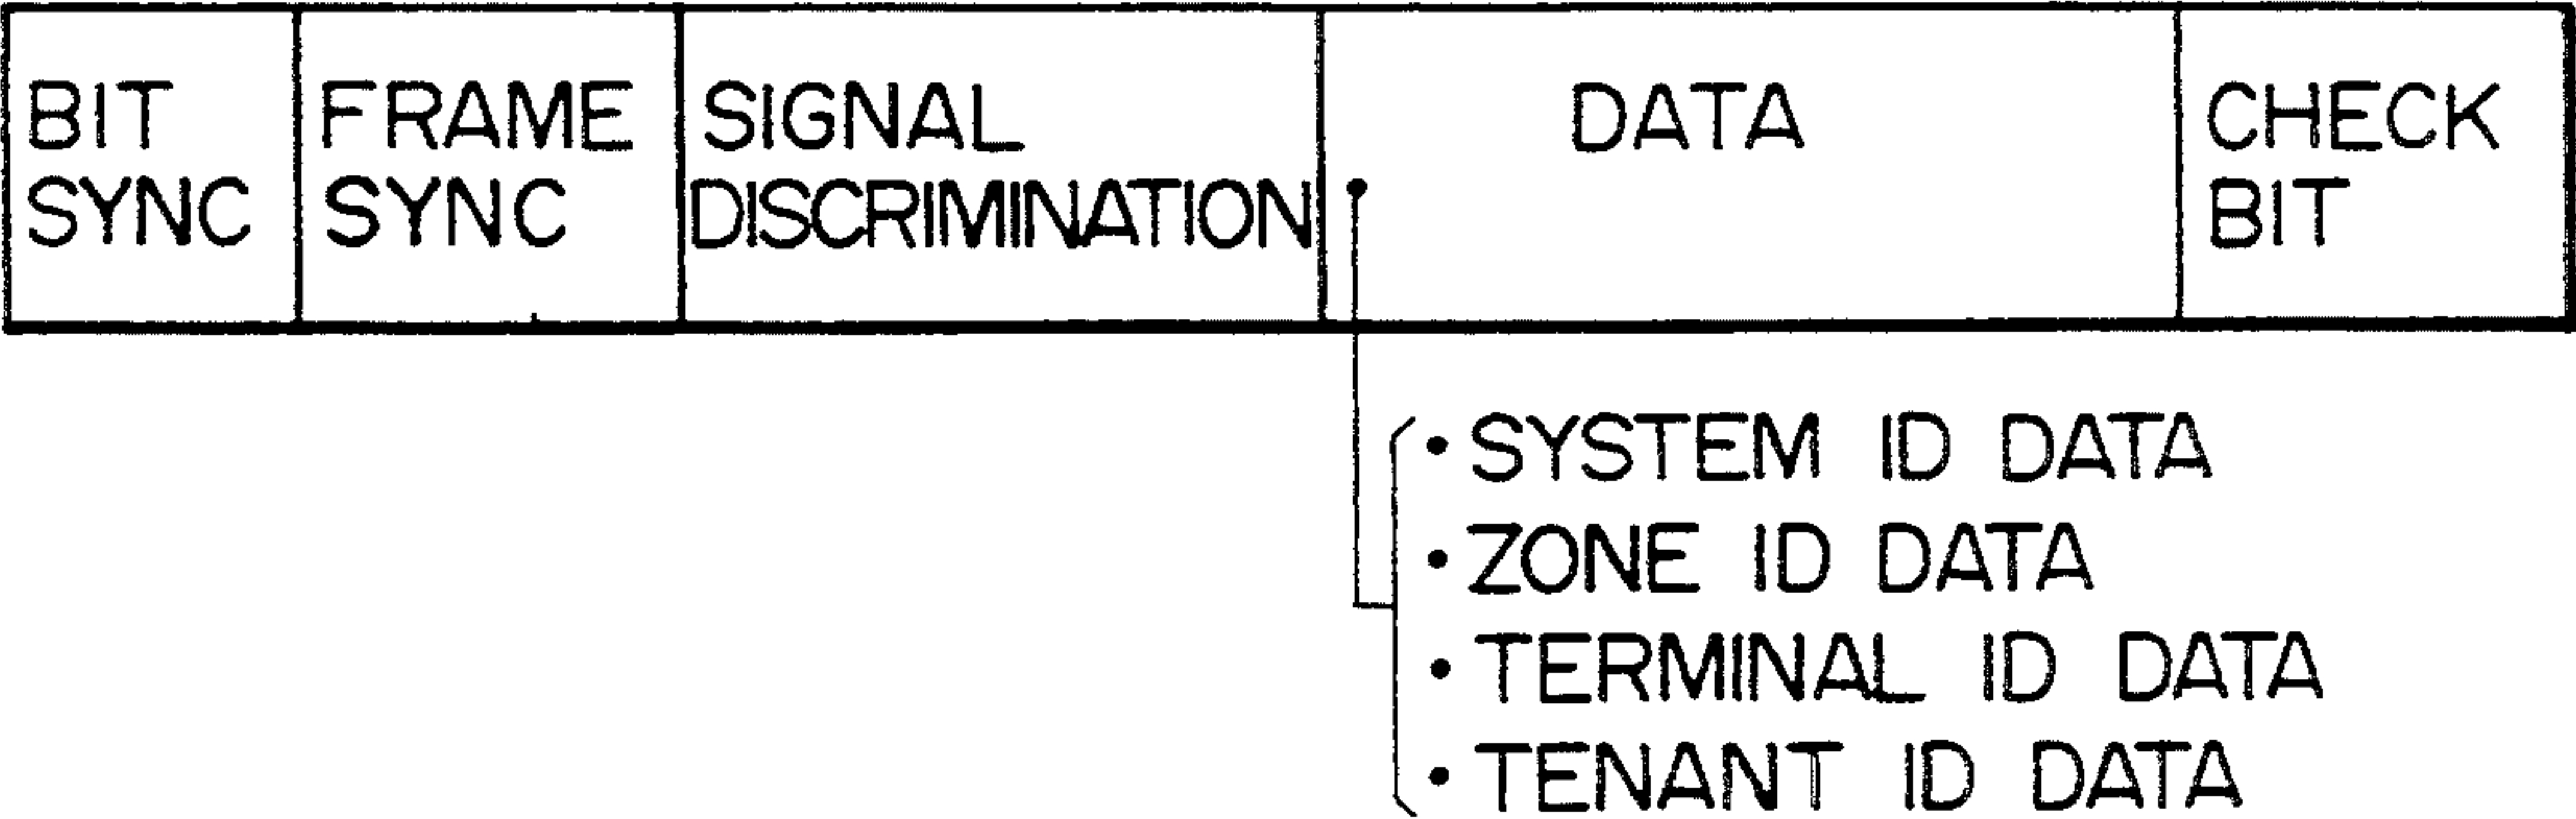 BIT
SYNC
FRAME
SYNC
SIGNAL
DISCRIMINATION
DATA
CHECK
BIT
• SYSTEM ID DATA
• ZONE ID DATA
• TERMINAL ID DATA
• TENANT ID DATA